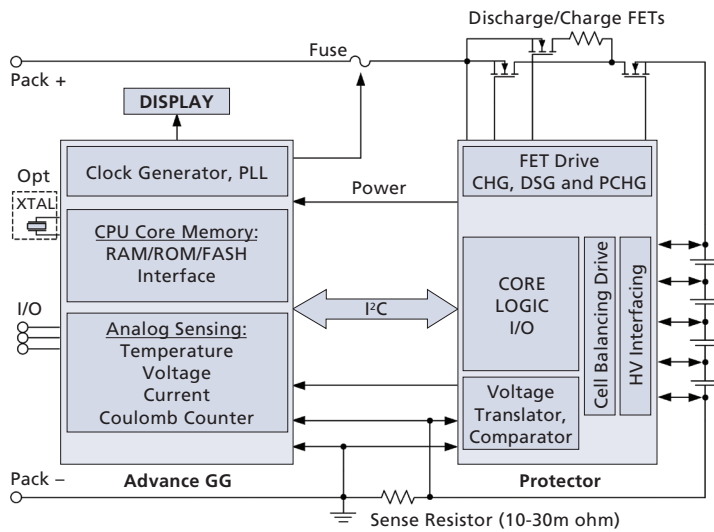 Discharge/Charge FETs
Fuse
Pack +
DISPLAY
Clock Generator, PLL
FET Drive
CHG, DSG and PCHG
Opt
XTAL
Power
CPU Core Memory:
RAM/ROM/FASH
Interface
CORE
LOGIC
I/O
Cell Balancing Drive
HV Interfacing
I²C
I/O
Analog Sensing:
Temperature
Voltage
Current
Coulomb Counter
Voltage
Translator,
Comparator
Pack –
Advance GG
Protector
Sense Resistor (10-30m ohm)